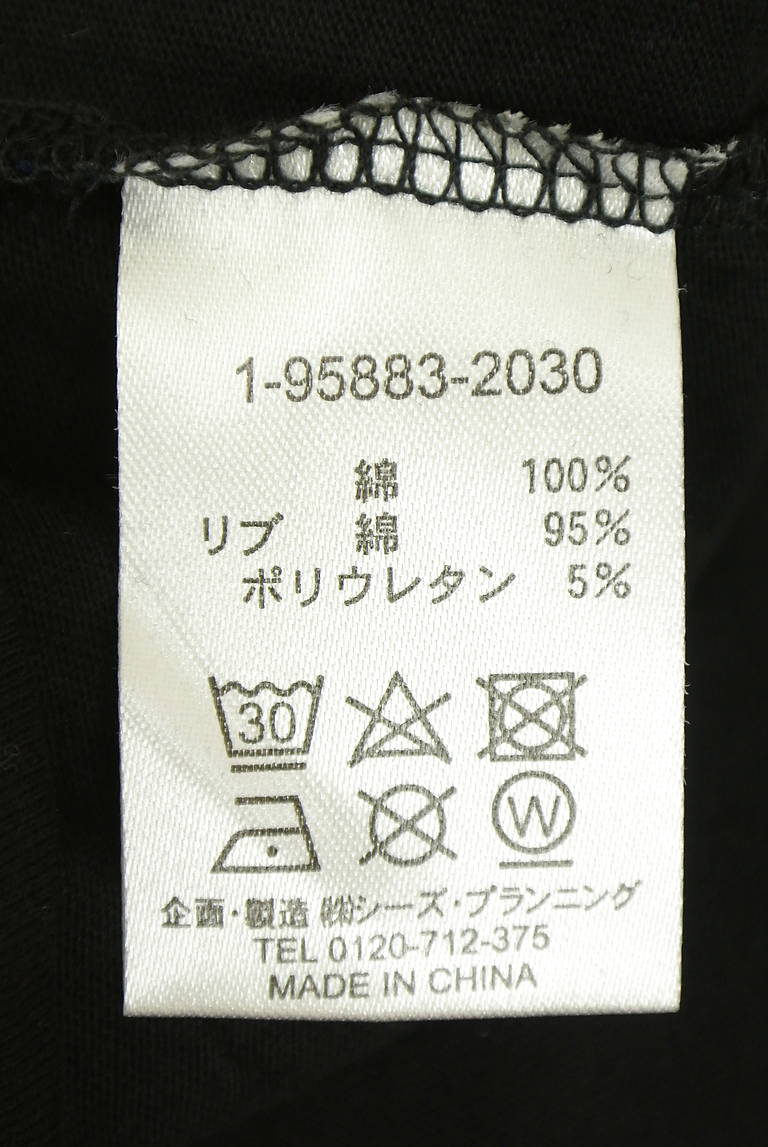 1-95883-2030
綿 100%
リブ 綿 95%
ポリウレタン 5%
30
W
企画・製造 ㈱シーズ・プランニング
TEL 0120-712-375
MADE IN CHINA